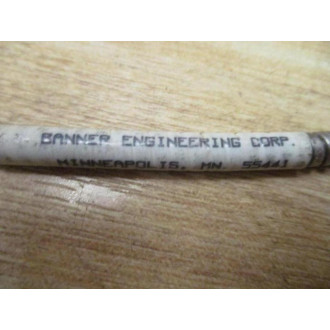 BANNER ENGINEERING CORP.
MINNEAPOLIS, MN 55441